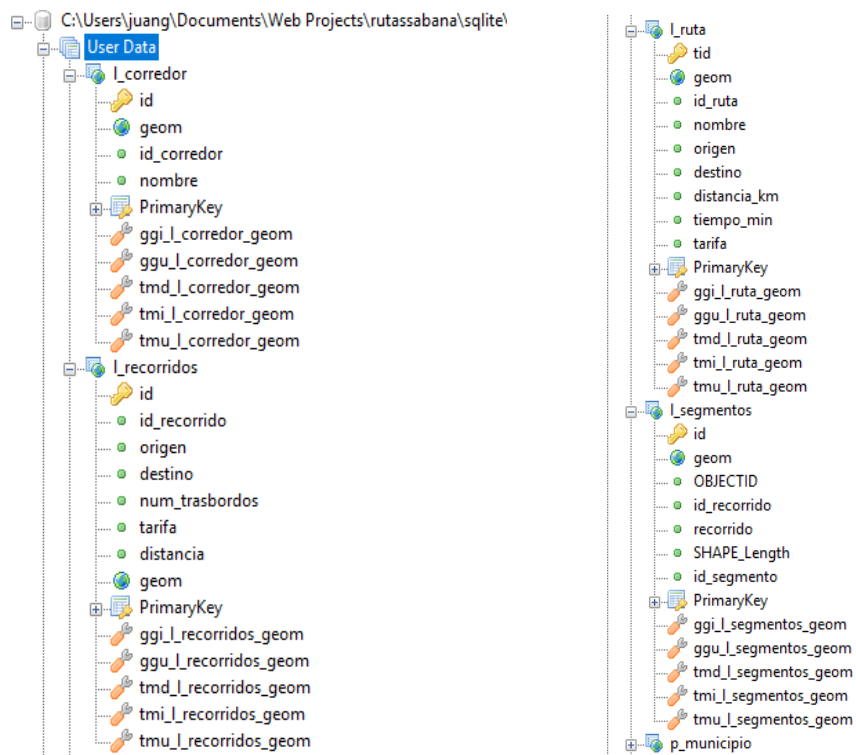 C:\Users\juang\Documents\Web Projects\rutassabana\sqlite\
User Data
l_corredor
id
geom
id_corredor
nombre
PrimaryKey
ggi_l_corredor_geom
ggu_l_corredor_geom
tmd_l_corredor_geom
tmi_l_corredor_geom
tmu_l_corredor_geom
l_recorridos
id
id_recorrido
origen
destino
num_trasbordos
tarifa
distancia
geom
PrimaryKey
ggi_l_recorridos_geom
ggu_l_recorridos_geom
tmd_l_recorridos_geom
tmi_l_recorridos_geom
tmu_l_recorridos_geom
l_ruta
tid
geom
id_ruta
nombre
origen
destino
distancia_km
tiempo_min
tarifa
PrimaryKey
ggi_l_ruta_geom
ggu_l_ruta_geom
tmd_l_ruta_geom
tmi_l_ruta_geom
tmu_l_ruta_geom
l_segmentos
id
geom
OBJECTID
id_recorrido
recorrido
SHAPE_Length
id_segmento
PrimaryKey
ggi_l_segmentos_geom
ggu_l_segmentos_geom
tmd_l_segmentos_geom
tmi_l_segmentos_geom
tmu_l_segmentos_geom
p_municipio